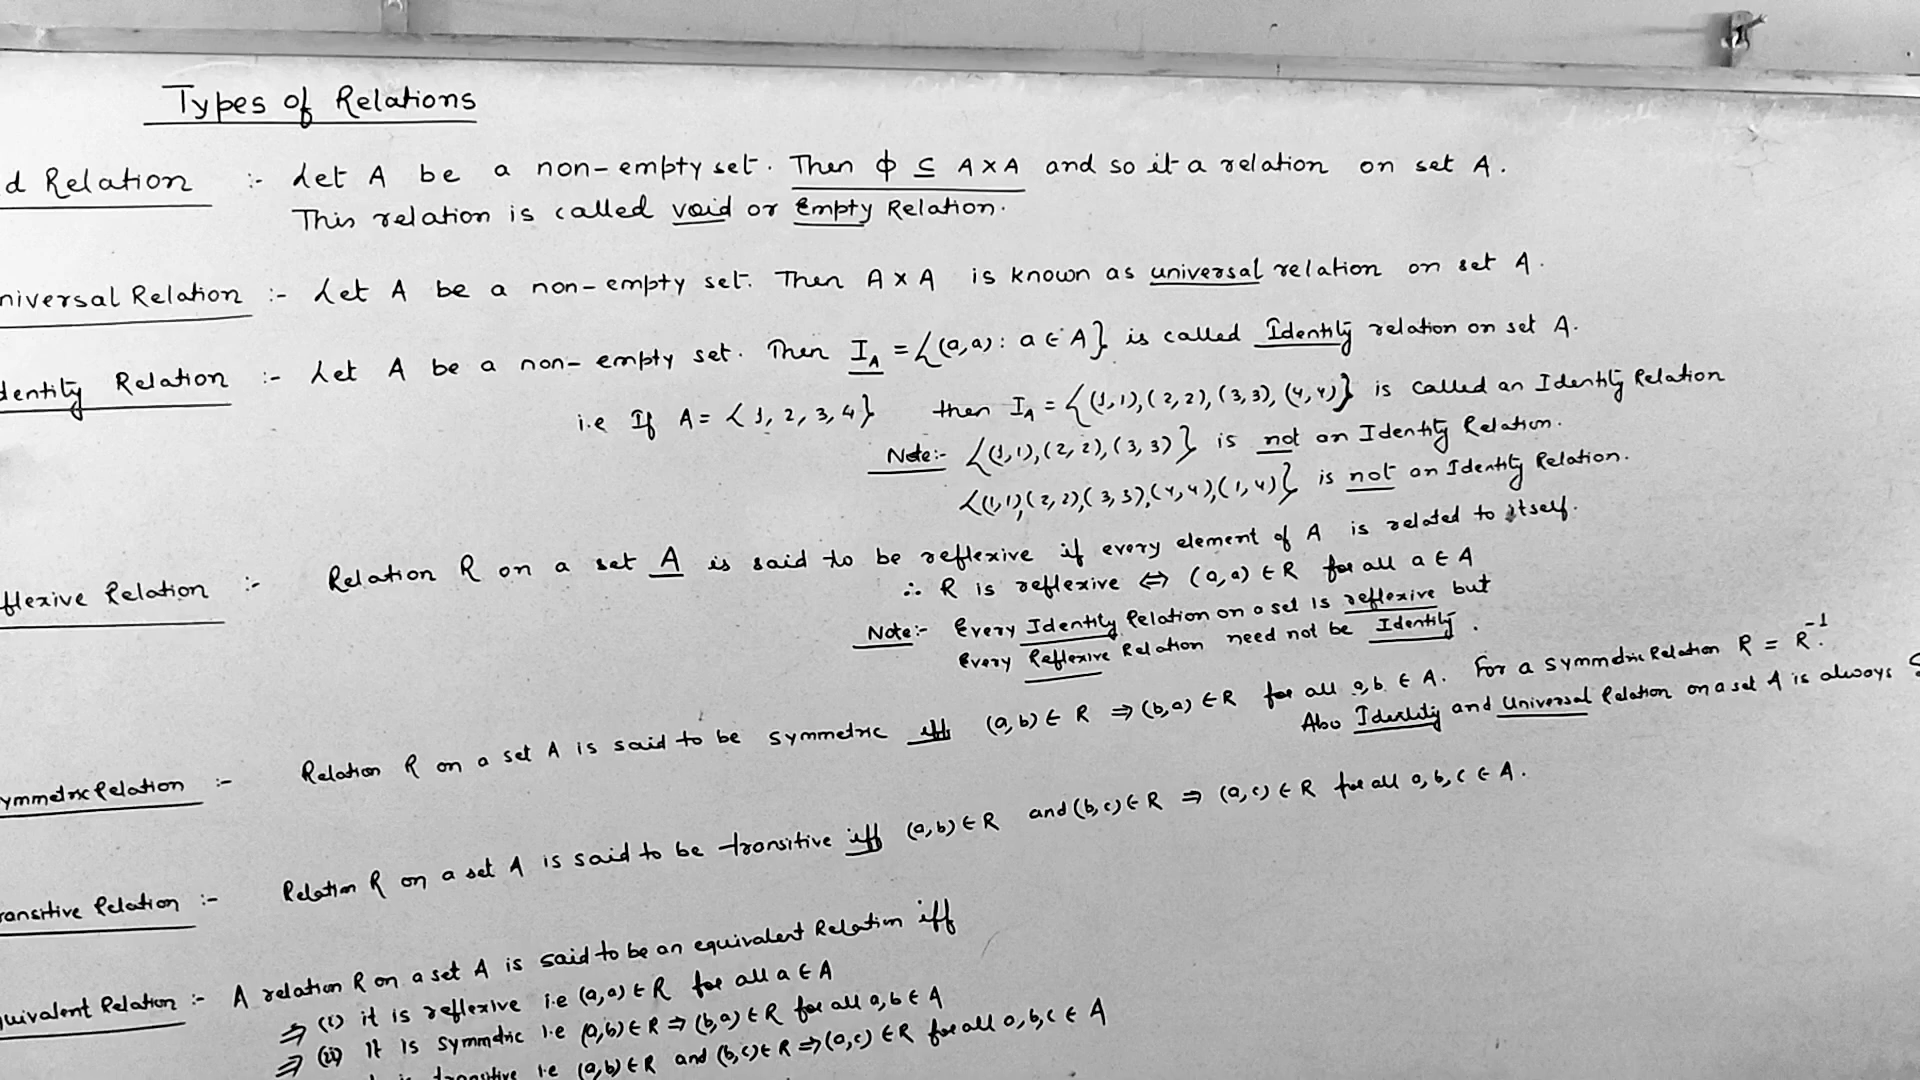 Types of Relations
d Relation :- Let A be a non-empty set. Then ϕ ⊆ A×A and so it a relation on set A.
This relation is called void or Empty Relation.
niversal Relation :- Let A be a non-empty set. Then A×A is known as universal relation on set A.
dentity Relation :- Let A be a non-empty set. Then I_A = {(a,a): a ∈ A} is called Identity relation on set A.
i.e If A = {1, 2, 3, 4} then I_A = {(1,1), (2,2), (3,3), (4,4)} is called an Identity Relation
Note:- {(1,1), (2,2), (3,3)} is not an Identity Relation.
{(1,1), (2,2), (3,3), (4,4), (1,4)} is not an Identity Relation.
flexive Relation :- Relation R on a set A is said to be reflexive if every element of A is related to itself.
∴ R is reflexive ⇔ (a,a) ∈ R for all a ∈ A
Note:- Every Identity Relation on a set is reflexive but
Every Reflexive Relation need not be Identity.
ymmetric Relation :- Relation R on a set A is said to be symmetric iff (a,b) ∈ R ⇒ (b,a) ∈ R for all a,b ∈ A. For a symmetric Relation R = R⁻¹.
Also Identity and Universal Relation on a set A is always S
ransitive Relation :- Relation R on a set A is said to be transitive iff (a,b) ∈ R and (b,c) ∈ R ⇒ (a,c) ∈ R for all a,b,c ∈ A.
quivalent Relation :- A relation R on a set A is said to be an equivalent Relation iff
⇒ (i) it is reflexive i.e (a,a) ∈ R for all a ∈ A
⇒ (ii) It is symmetric i.e (a,b) ∈ R ⇒ (b,a) ∈ R for all a,b ∈ A
is transitive i.e (a,b) ∈ R and (b,c) ∈ R ⇒ (a,c) ∈ R for all a,b,c ∈ A